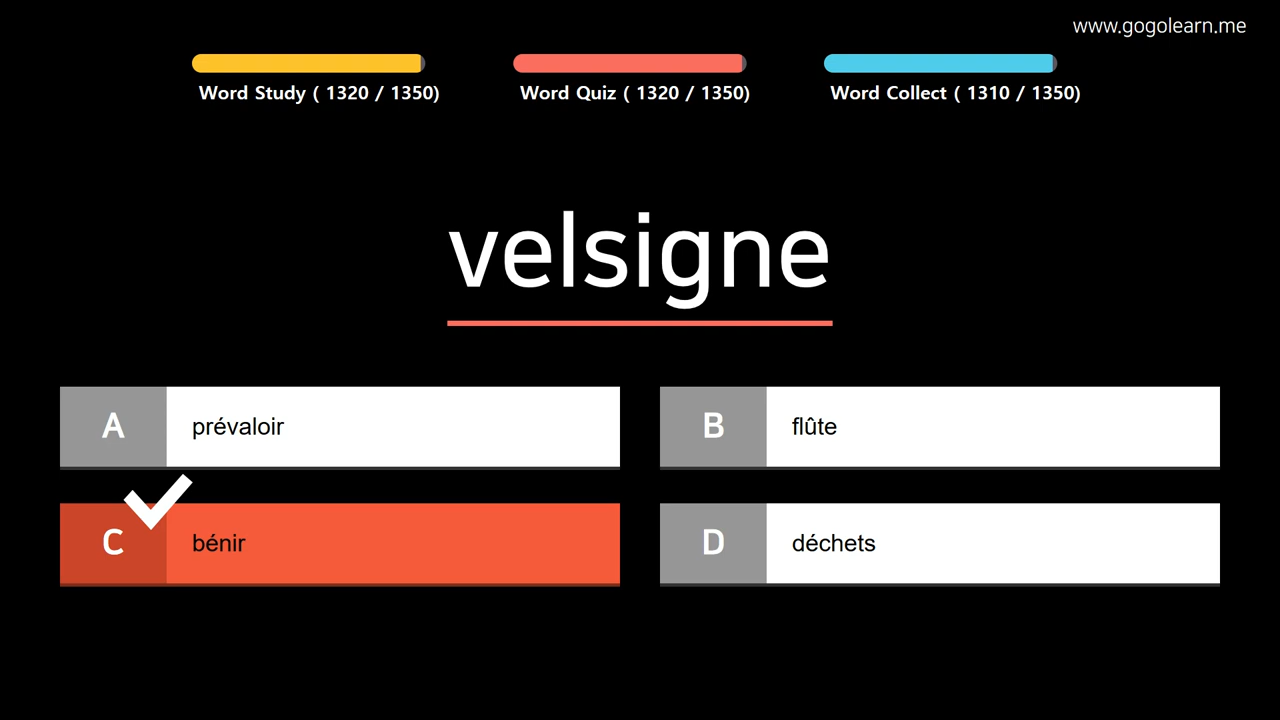 www.gogolearn.me
Word Study ( 1320 / 1350)
Word Quiz ( 1320 / 1350)
Word Collect ( 1310 / 1350)
velsigne
A prévaloir
B flûte
C bénir
D déchets